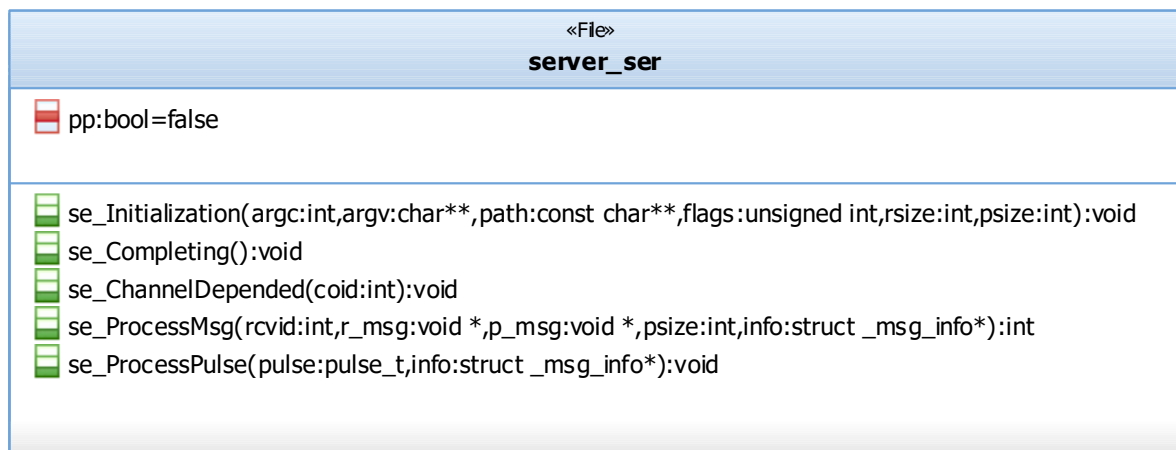 «File»
server_ser
pp:bool=false
se_Initialization(argc:int,argv:char**,path:const char**,flags:unsigned int,rsize:int,psize:int):void
se_Completing():void
se_ChannelDepended(coid:int):void
se_ProcessMsg(rcvid:int,r_msg:void *,p_msg:void *,psize:int,info:struct _msg_info*):int
se_ProcessPulse(pulse:pulse_t,info:struct _msg_info*):void